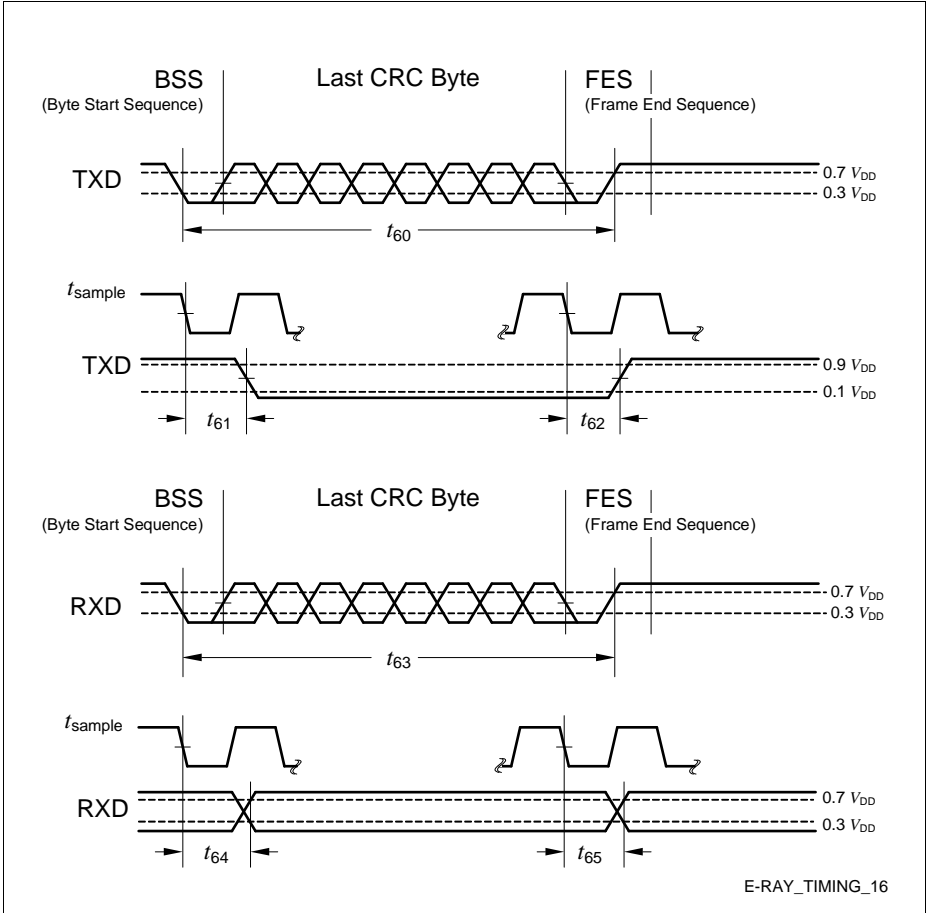 BSS Last CRC Byte FES
(Byte Start Sequence) (Frame End Sequence)
TXD 0.7 VDD
0.3 VDD
t60
tsample
TXD 0.9 VDD
0.1 VDD
t61 t62
BSS Last CRC Byte FES
(Byte Start Sequence) (Frame End Sequence)
RXD 0.7 VDD
0.3 VDD
t63
tsample
RXD 0.7 VDD
0.3 VDD
t64 t65
E-RAY_TIMING_16